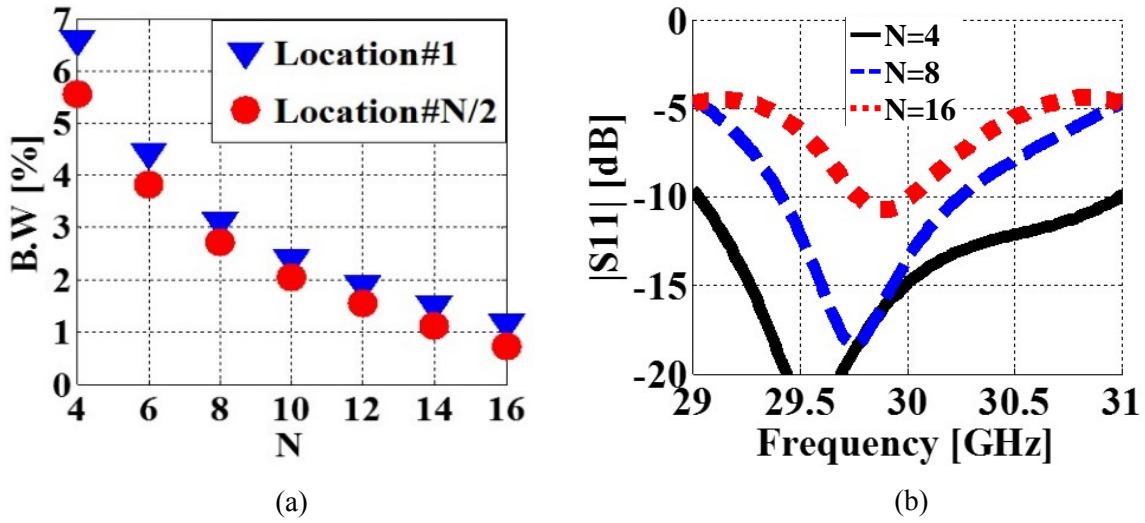 7
6
5
4
3
2
1
0
B.W [%]
Location#1
Location#N/2
4 6 8 10 12 14 16
N
(a)
0
-5
-10
-15
-20
|S11| [dB]
N=4
N=8
N=16
29 29.5 30 30.5 31
Frequency [GHz]
(b)